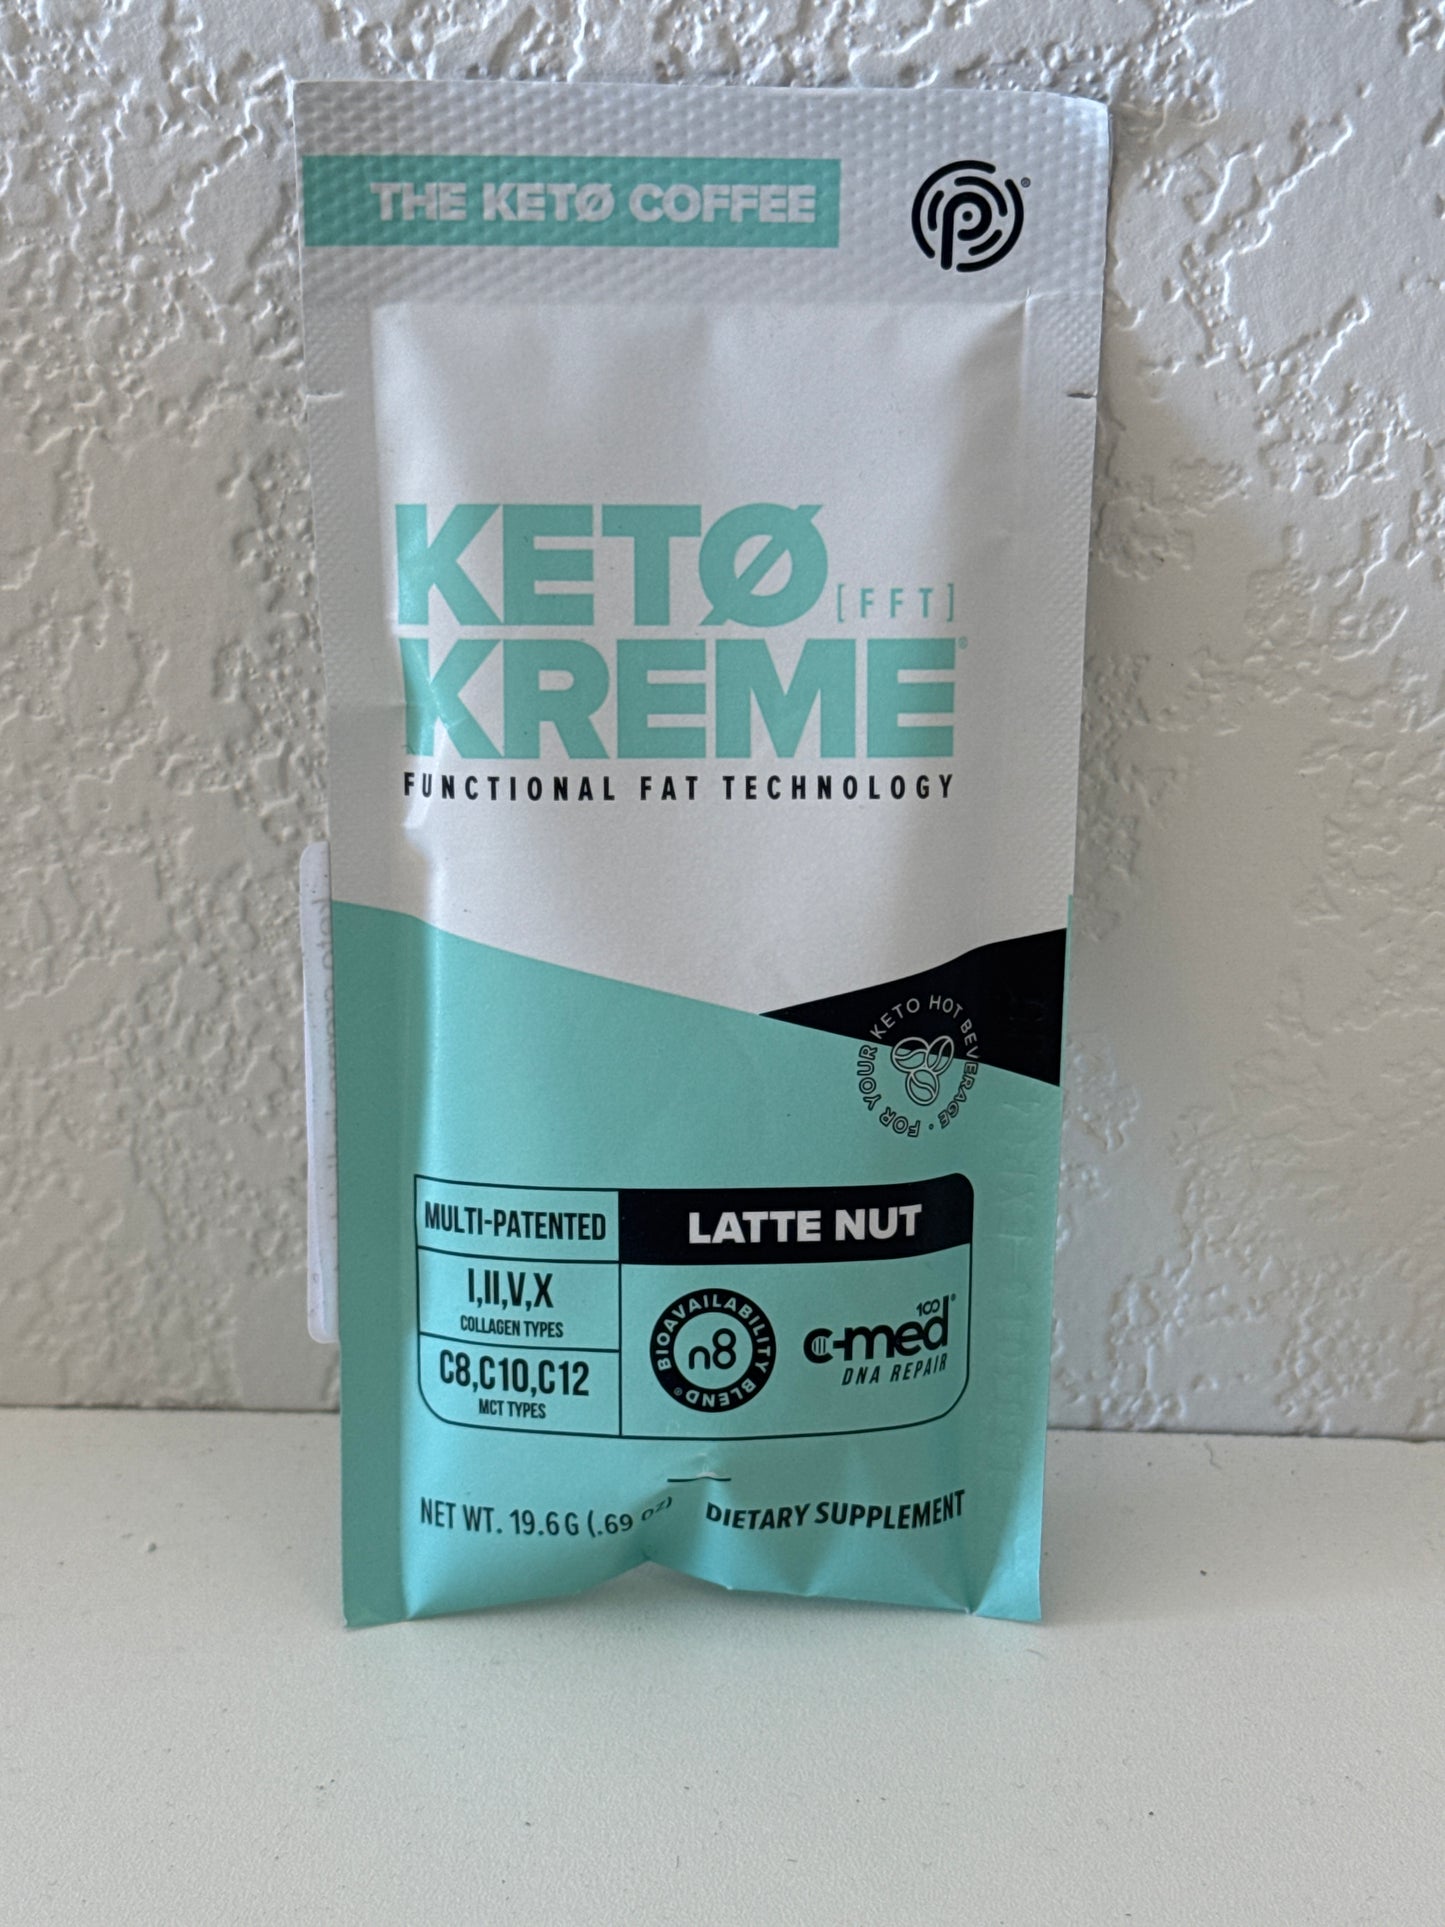 THE KETØ COFFEE
KETØ [FFT]
KREME®
FUNCTIONAL FAT TECHNOLOGY
FOR YOUR KETO HOT BEVERAGE •
MULTI-PATENTED
LATTE NUT
I,II,V,X
COLLAGEN TYPES
C8,C10,C12
MCT TYPES
BIOAVAILABILITY BLEND®
n8
100
c-med®
DNA REPAIR
NET WT. 19.6G (.69 oz)
DIETARY SUPPLEMENT